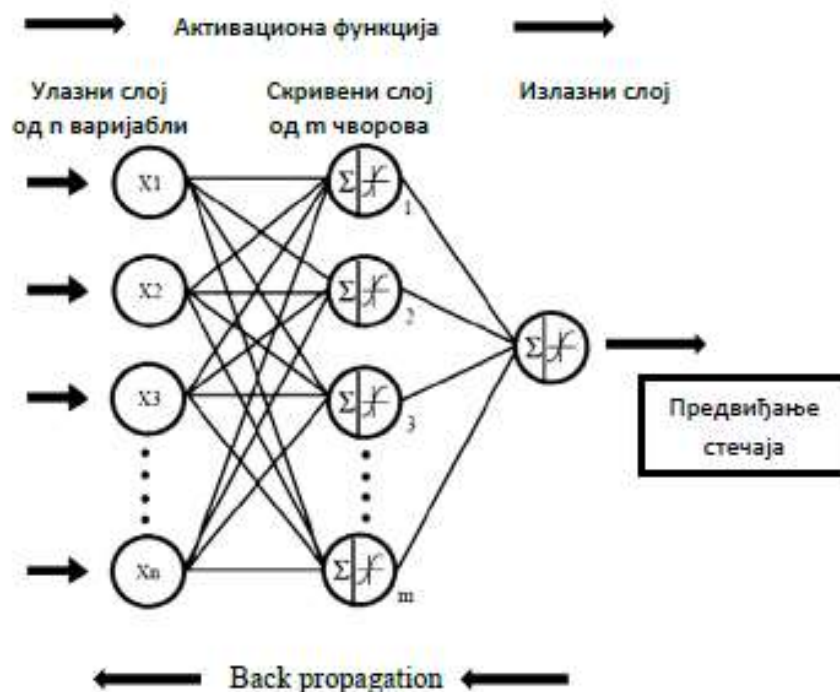 Активациона функција
Улазни слој
од n варијабли
Скривени слој
од m чворова
Излазни слој
X1
Σ
1
X2
Σ
2
Σ
X3
Σ
3
Предвиђање
стечаја
Xn
Σ
m
Back propagation